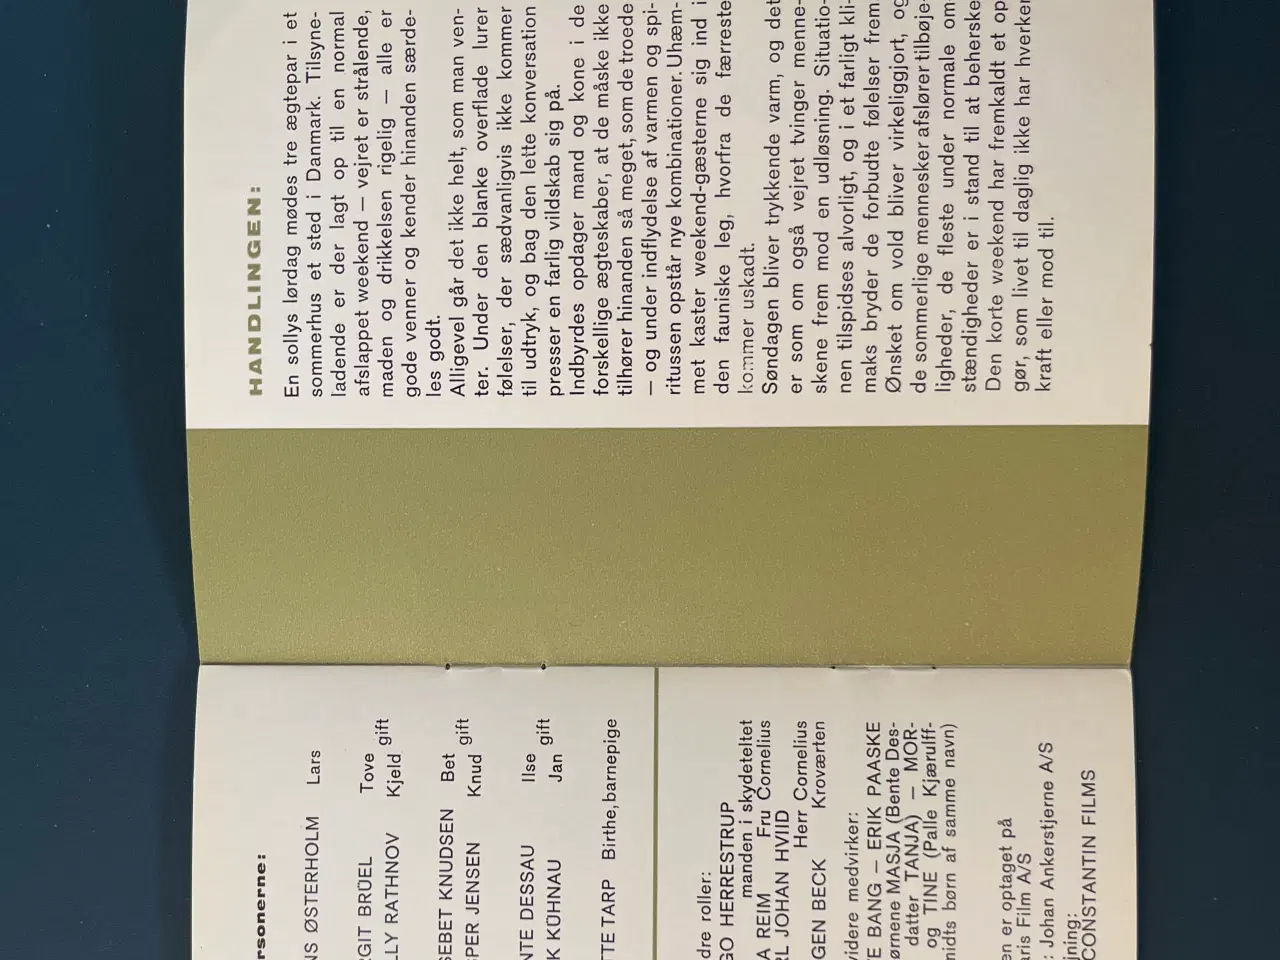 HANDLINGEN:
En sollys lørdag mødes tre ægtepar i et
sommerhus et sted i Danmark. Tilsyne-
ladende er der lagt op til en normal
afslappet weekend — vejret er strålende,
maden og drikkelsen rigelig — alle er
gode venner og kender hinanden særde-
les godt.
Alligevel går det ikke helt, som man ven-
ter. Under den blanke overflade lurer
følelser, der sædvanligvis ikke kommer
til udtryk, og bag den lette konversation
presser en farlig vildskab sig på.
Indbyrdes opdager mand og kone i de
forskellige ægteskaber, at de måske ikke
tilhører hinanden så meget, som de troede
— og under indflydelse af varmen og spi-
ritussen opstår nye kombinationer. Uhæm-
met kaster weekend-gæsterne sig ind i
den fauniske leg, hvorfra de færreste
kommer uskadt.
Søndagen bliver trykkende varm, og det
er som om også vejret tvinger menne-
skene frem mod en udløsning. Situatio-
nen tilspidses alvorligt, og i et farligt kli-
maks bryder de forbudte følelser frem.
Ønsket om vold bliver virkeliggjort, og
de sommerlige mennesker afslører tilbøje-
ligheder, de fleste under normale om-
stændigheder er i stand til at beherske.
Den korte weekend har fremkaldt et op-
gør, som livet til daglig ikke har hverken
kraft eller mod til.
rsonerne:
NS ØSTERHOLM Lars
RGIT BRÜEL Tove
LLY RATHNOV Kjeld gift
SEBET KNUDSEN Bet
SPER JENSEN Knud gift
NTE DESSAU Ilse
K KÜHNAU Jan gift
TTE TARP Birthe, barnepige
dre roller:
GO HERRESTRUP
manden i skydeteltet
A REIM Fru Cornelius
RL JOHAN HVIID
Herr Cornelius
GEN BECK Kroværten
videre medvirker:
TE BANG — ERIK PAASKE
ørnene MASJA (Bente Des-
datter TANJA) — MOR-
og TINE (Palle Kjærulff-
nidts børn af samme navn)
en er optaget på
aris Film A/S
: Johan Ankerstjerne A/S
jning:
CONSTANTIN FILMS